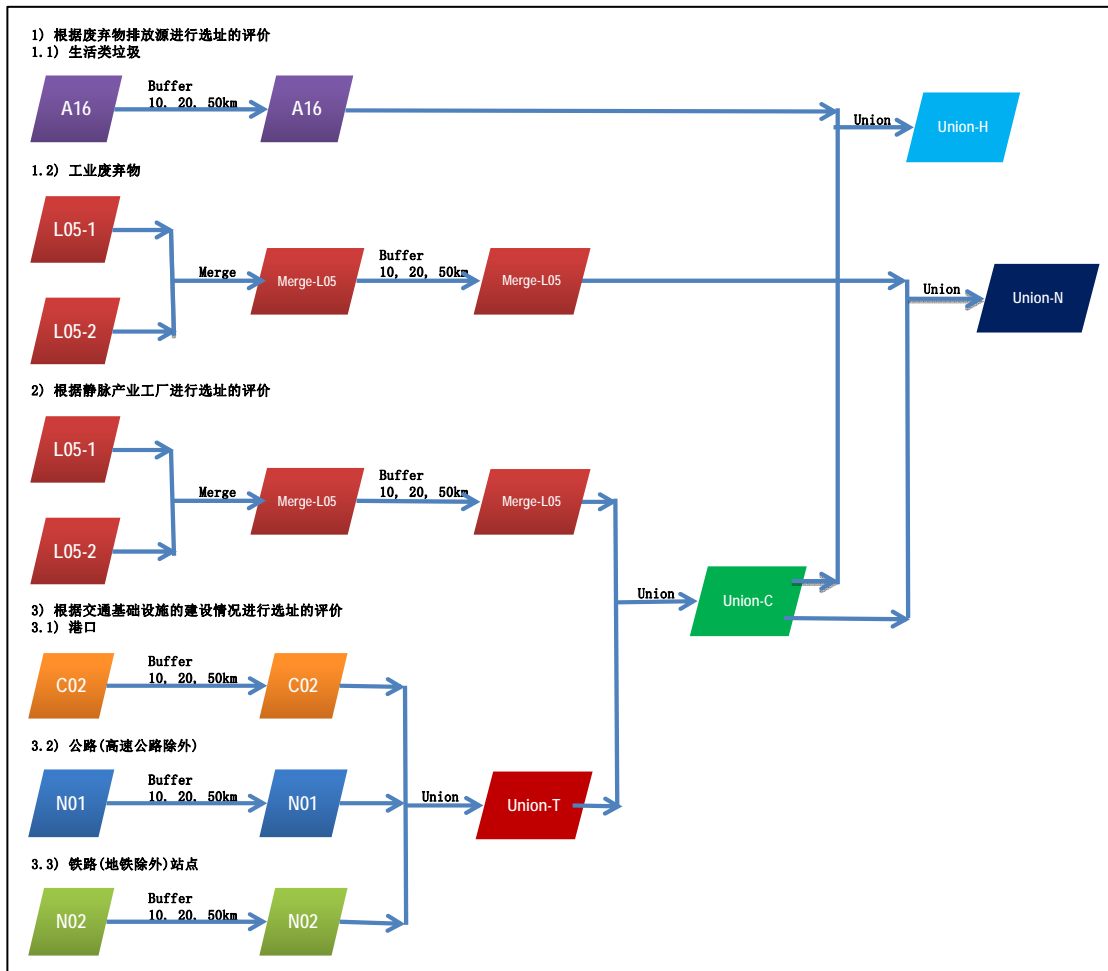 1) 根据废弃物排放源进行选址的评价
1.1) 生活类垃圾
A16
Buffer
10, 20, 50km
A16
Union
Union-H
1.2) 工业废弃物
L05-1
L05-2
Merge
Merge-L05
Buffer
10, 20, 50km
Merge-L05
Union
Union-N
2) 根据静脉产业工厂进行选址的评价
L05-1
L05-2
Merge
Merge-L05
Buffer
10, 20, 50km
Merge-L05
Union
Union-C
3) 根据交通基础设施的建设情况进行选址的评价
3.1) 港口
C02
Buffer
10, 20, 50km
C02
3.2) 公路(高速公路除外)
N01
Buffer
10, 20, 50km
N01
Union
Union-T
3.3) 铁路(地铁除外)站点
N02
Buffer
10, 20, 50km
N02